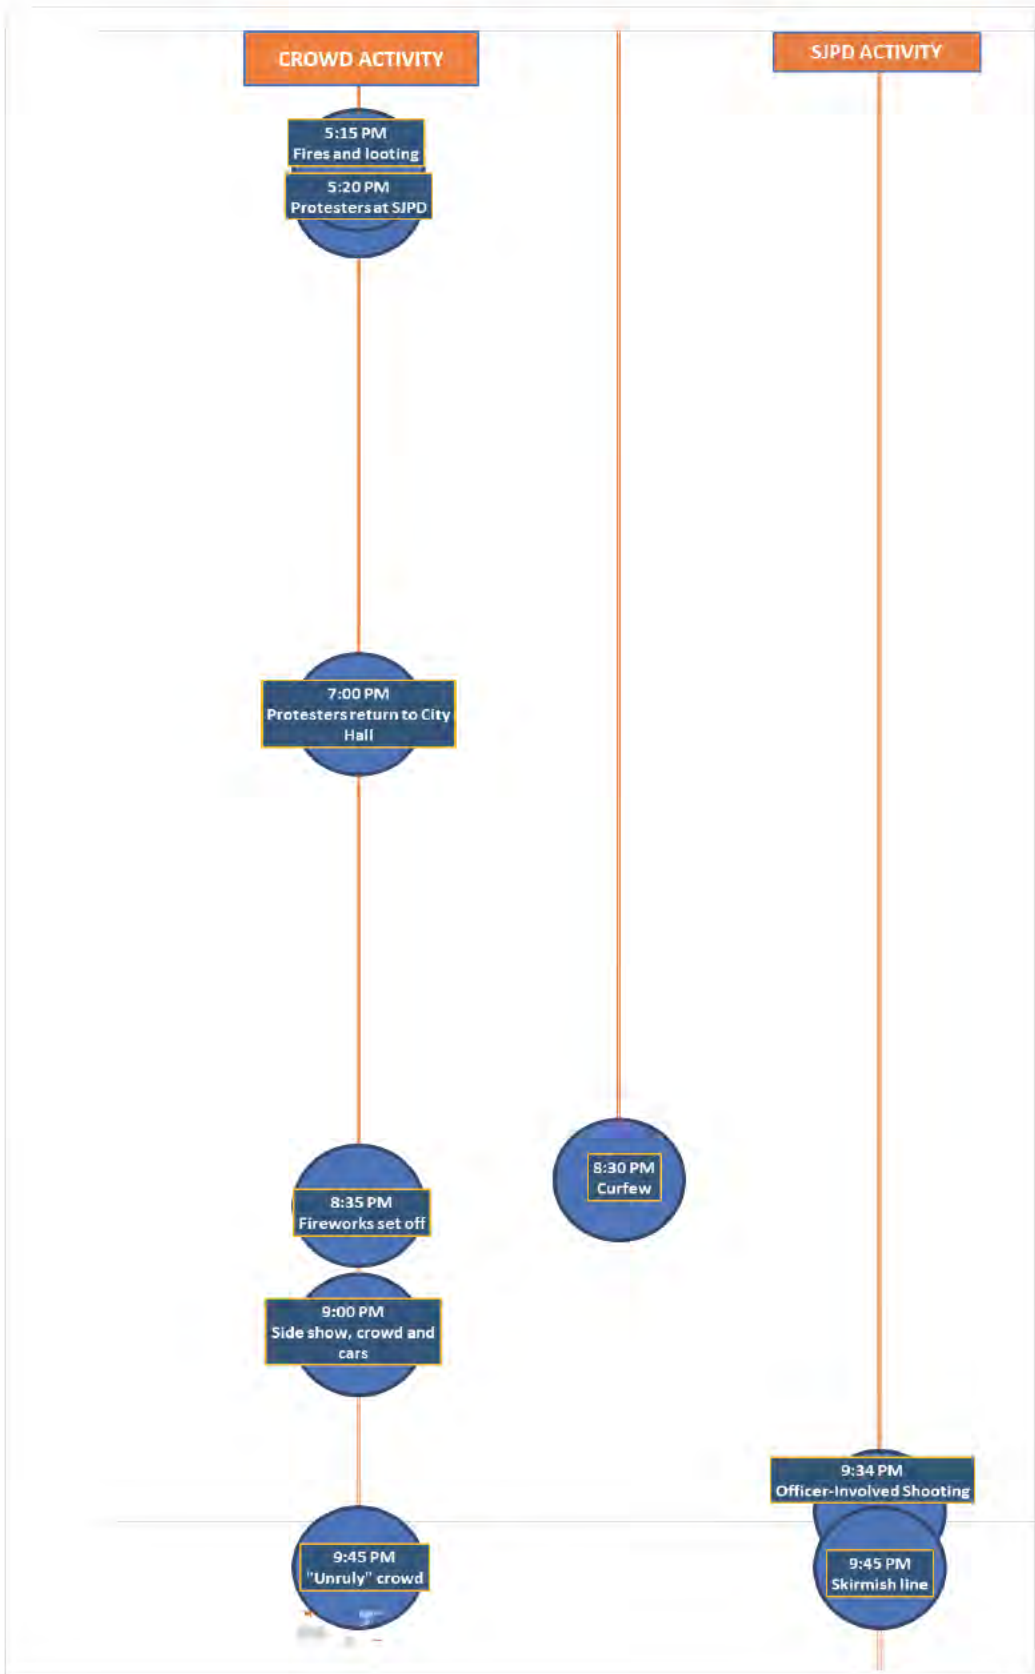 CROWD ACTIVITY
SJPD ACTIVITY
5:15 PM
Fires and looting
5:20 PM
Protesters at SJPD
7:00 PM
Protesters return to City
Hall
8:30 PM
Curfew
8:35 PM
Fireworks set off
9:00 PM
Side show, crowd and
cars
9:34 PM
Officer-Involved Shooting
9:45 PM
"Unruly" crowd
9:45 PM
Skirmish line